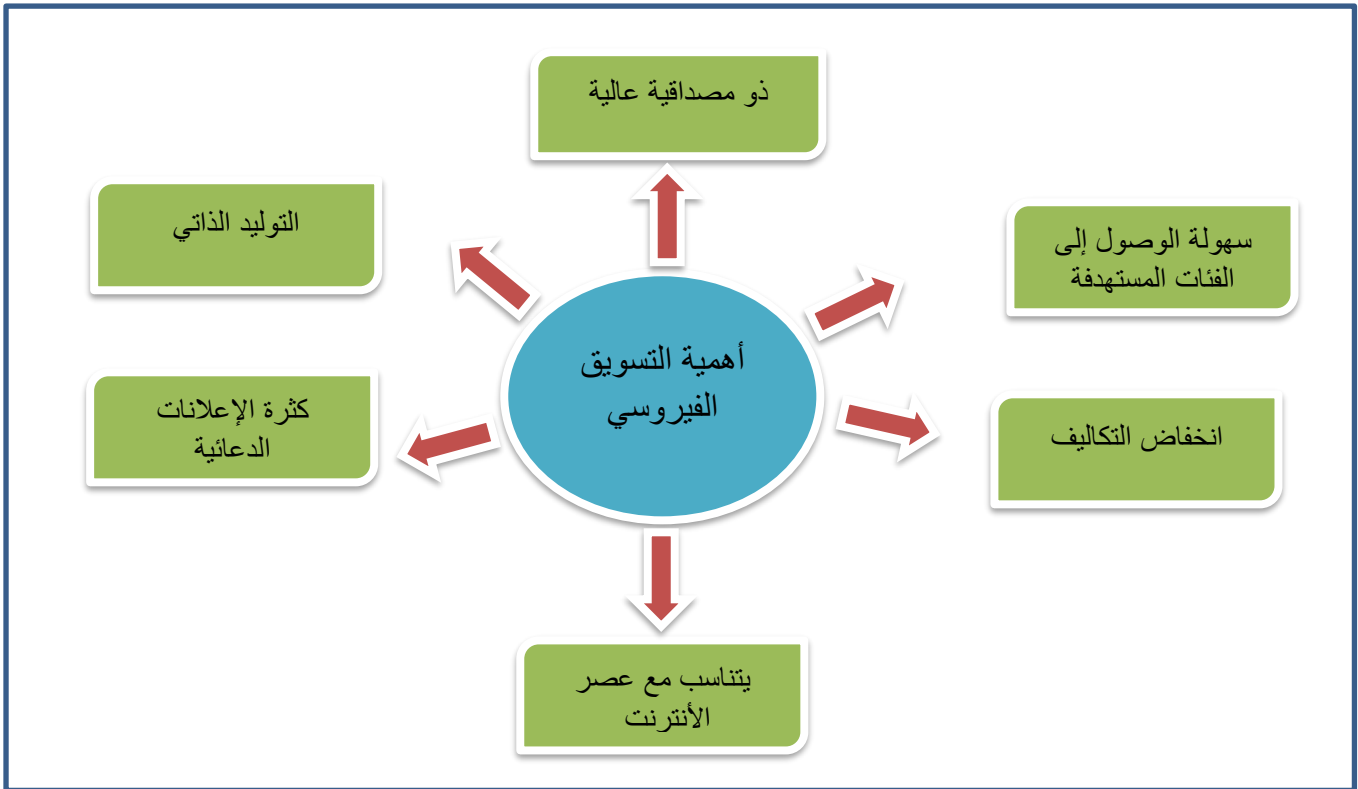 ذو مصداقية عالية
سهولة الوصول إلى
الفئات المستهدفة
التوليد الذاتي
أهمية التسويق
الفيروسي
كثرة الإعلانات
الدعائية
انخفاض التكاليف
يتناسب مع عصر
الأنترنت